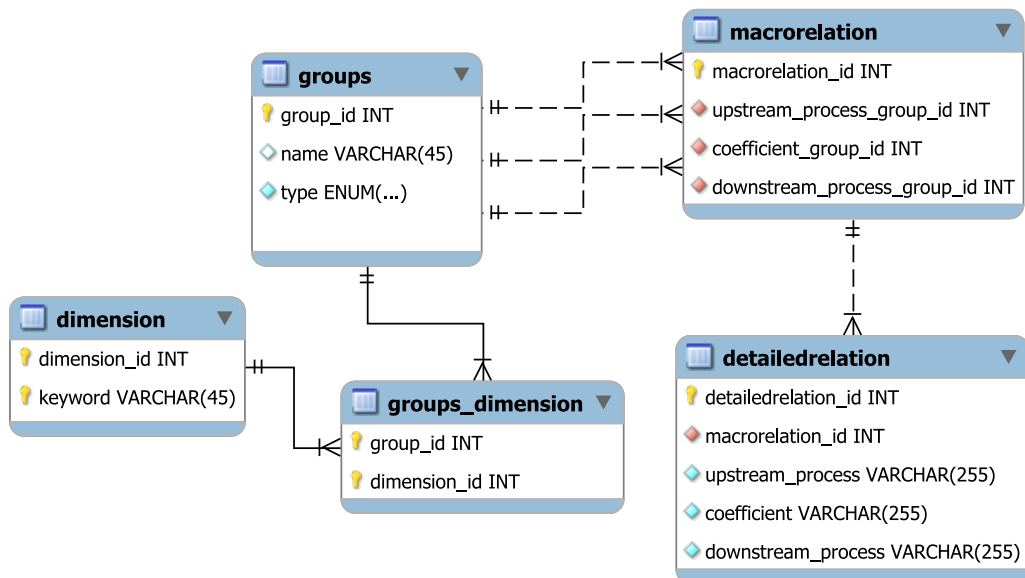 groups
group_id INT
name VARCHAR(45)
type ENUM(...)
macrorelation
macrorelation_id INT
upstream_process_group_id INT
coefficient_group_id INT
downstream_process_group_id INT
dimension
dimension_id INT
keyword VARCHAR(45)
groups_dimension
group_id INT
dimension_id INT
detailedrelation
detailedrelation_id INT
macrorelation_id INT
upstream_process VARCHAR(255)
coefficient VARCHAR(255)
downstream_process VARCHAR(255)